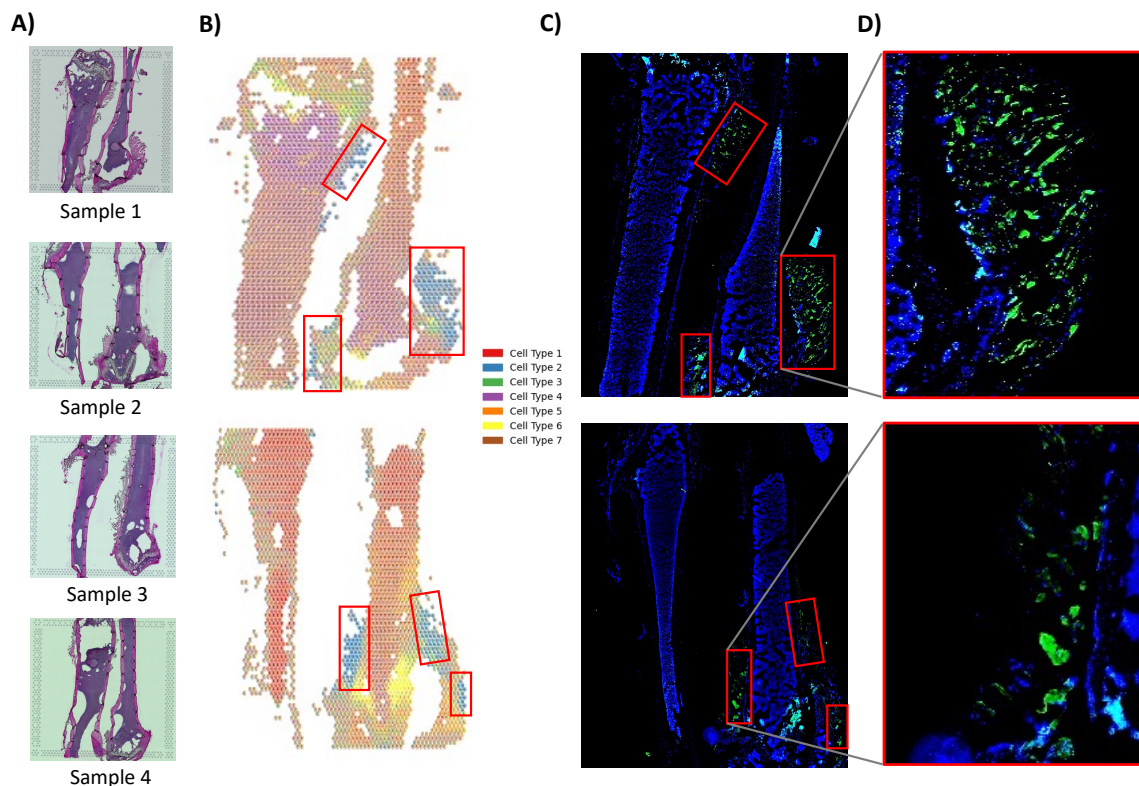 A)
B)
C)
D)
Sample 1
Sample 2
Sample 3
Sample 4
Cell Type 1
Cell Type 2
Cell Type 3
Cell Type 4
Cell Type 5
Cell Type 6
Cell Type 7